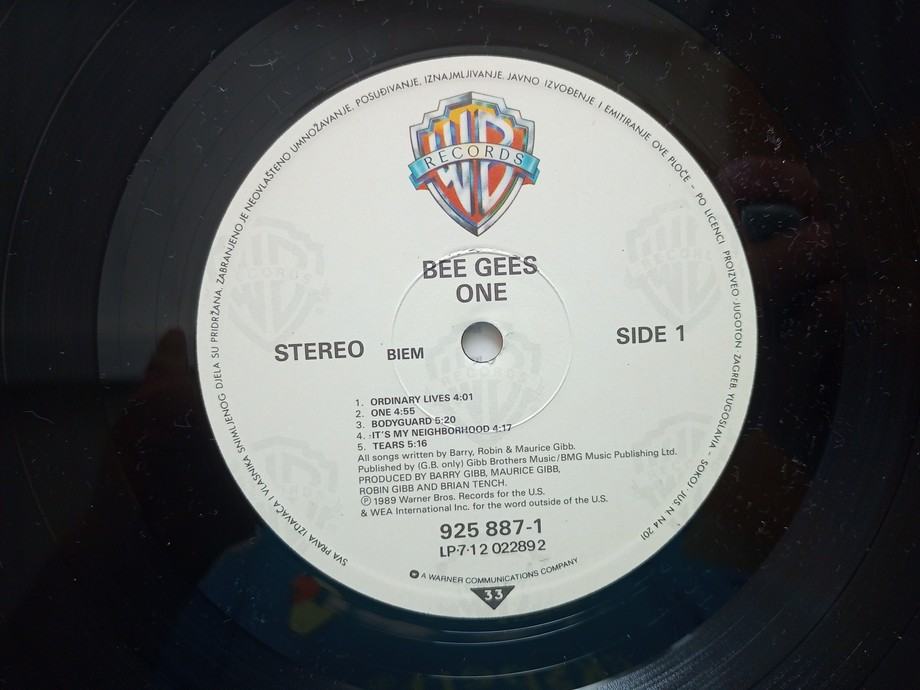 SVA PRAVA IZDAVAČA I VLASNIKA SNIMLJENOG DJELA SU PRIDRŽANA. ZABRANJENO JE NEOVLAŠTENO UMNOŽAVANJE, POSUĐIVANJE, IZNAJMLJIVANJE, JAVNO IZVOĐENJE I EMITIRANJE OVE PLOČE – PO LICENCI PROIZVEO JUGOTON ZAGREB, YUGOSLAVIA – SOKOJ: JUS N. N4 201
WB
RECORDS
BEE GEES
ONE
STEREO BIEM
SIDE 1
1. ORDINARY LIVES 4:01
2. ONE 4:55
3. BODYGUARD 5:20
4. IT'S MY NEIGHBORHOOD 4:17
5. TEARS 5:16
All songs written by Barry, Robin & Maurice Gibb.
Published by (G.B. only) Gibb Brothers Music/BMG Music Publishing Ltd.
PRODUCED BY BARRY GIBB, MAURICE GIBB,
ROBIN GIBB AND BRIAN TENCH.
Ⓟ 1989 Warner Bros. Records for the U.S.
& WEA International Inc. for the word outside of the U.S.
925 887-1
LP-7-1 2 022892
A WARNER COMMUNICATIONS COMPANY
33